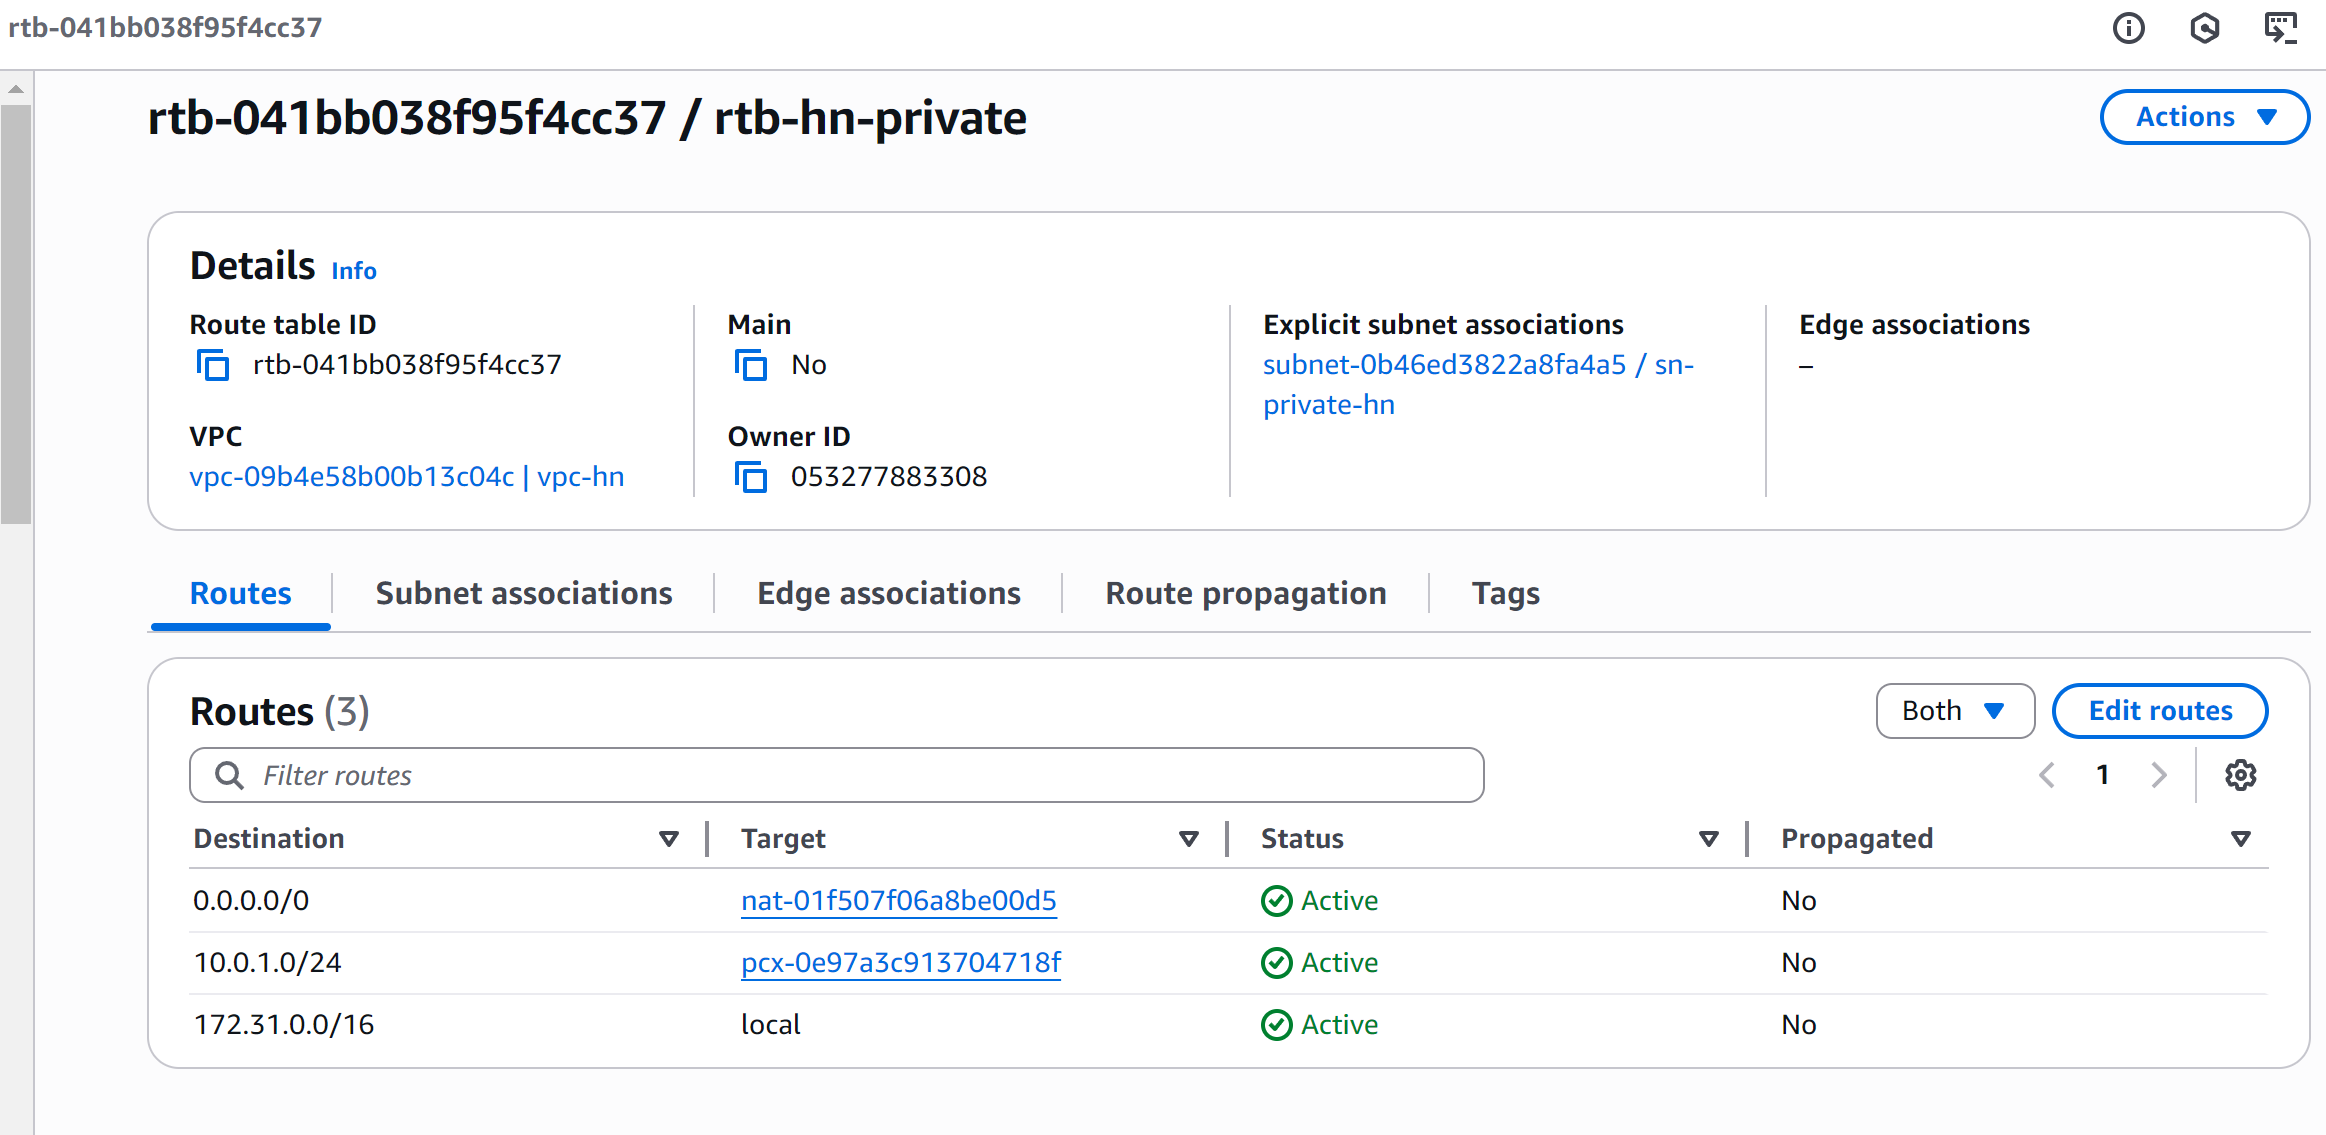 rtb-041bb038f95f4cc37
rtb-041bb038f95f4cc37 / rtb-hn-private
Actions
Details Info
Route table ID
rtb-041bb038f95f4cc37
Main
No
Explicit subnet associations
subnet-0b46ed3822a8fa4a5 / sn-
private-hn
Edge associations
–
VPC
vpc-09b4e58b00b13c04c | vpc-hn
Owner ID
053277883308
Routes Subnet associations Edge associations Route propagation Tags
Routes (3)
Both
Edit routes
Filter routes
1
Destination Target Status Propagated
0.0.0.0/0 nat-01f507f06a8be00d5 Active No
10.0.1.0/24 pcx-0e97a3c913704718f Active No
172.31.0.0/16 local Active No